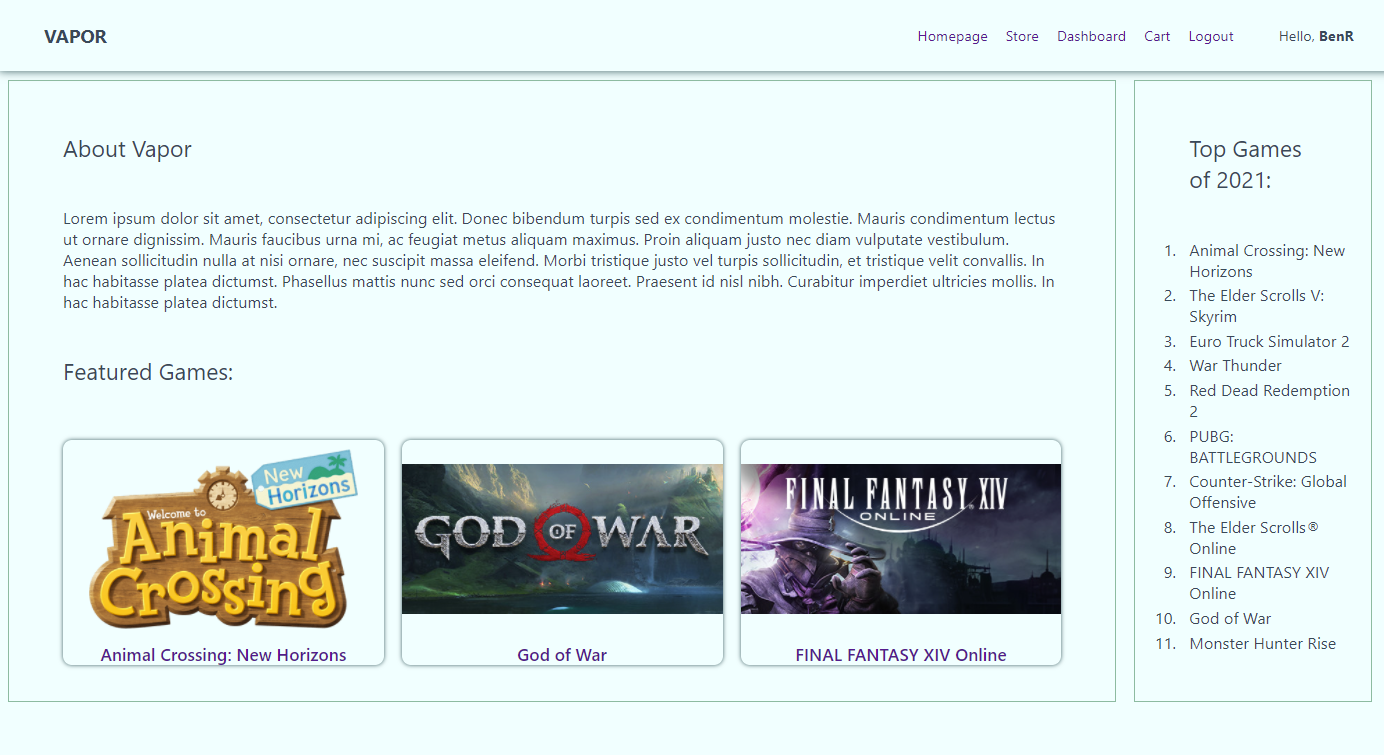 VAPOR
Homepage Store Dashboard Cart Logout Hello, BenR
About Vapor
Lorem ipsum dolor sit amet, consectetur adipiscing elit. Donec bibendum turpis sed ex condimentum molestie. Mauris condimentum lectus
ut ornare dignissim. Mauris faucibus urna mi, ac feugiat metus aliquam maximus. Proin aliquam justo nec diam vulputate vestibulum.
Aenean sollicitudin nulla at nisi ornare, nec suscipit massa eleifend. Morbi tristique justo vel turpis sollicitudin, et tristique velit convallis. In
hac habitasse platea dictumst. Phasellus mattis nunc sed orci consequat laoreet. Praesent id nisl nibh. Curabitur imperdiet ultricies mollis. In
hac habitasse platea dictumst.
Featured Games:
New
Horizons
Welcome to
Animal
Crossing
Animal Crossing: New Horizons
GOD OF WAR
God of War
FINAL FANTASY XIV
ONLINE
FINAL FANTASY XIV Online
Top Games
of 2021:
1. Animal Crossing: New
Horizons
2. The Elder Scrolls V:
Skyrim
3. Euro Truck Simulator 2
4. War Thunder
5. Red Dead Redemption
2
6. PUBG:
BATTLEGROUNDS
7. Counter-Strike: Global
Offensive
8. The Elder Scrolls®
Online
9. FINAL FANTASY XIV
Online
10. God of War
11. Monster Hunter Rise